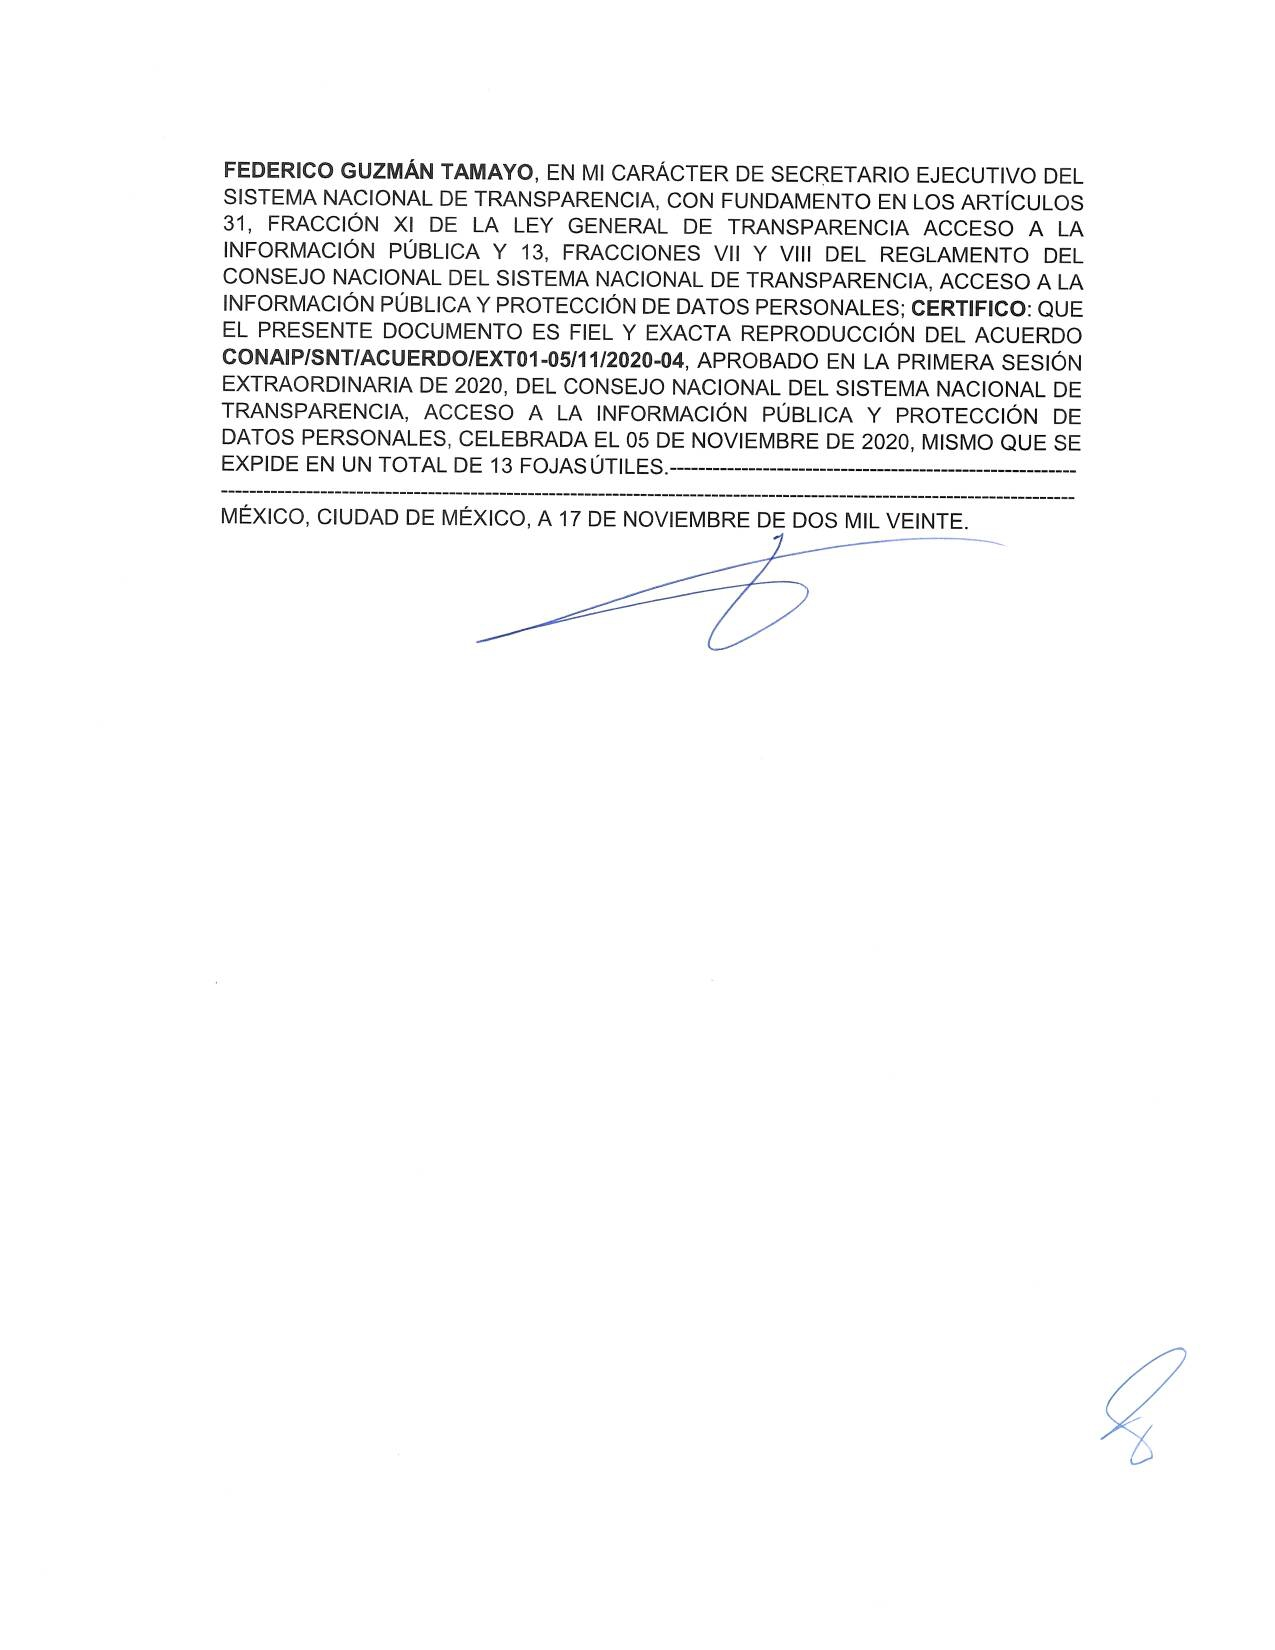 FEDERICO GUZMÁN TAMAYO, EN MI CARÁCTER DE SECRETARIO EJECUTIVO DEL
SISTEMA NACIONAL DE TRANSPARENCIA, CON FUNDAMENTO EN LOS ARTÍCULOS
31, FRACCIÓN XI DE LA LEY GENERAL DE TRANSPARENCIA ACCESO A LA
INFORMACIÓN PÚBLICA Y 13, FRACCIONES VII Y VIII DEL REGLAMENTO DEL
CONSEJO NACIONAL DEL SISTEMA NACIONAL DE TRANSPARENCIA, ACCESO A LA
INFORMACIÓN PÚBLICA Y PROTECCIÓN DE DATOS PERSONALES; CERTIFICO: QUE
EL PRESENTE DOCUMENTO ES FIEL Y EXACTA REPRODUCCIÓN DEL ACUERDO
CONAIP/SNT/ACUERDO/EXT01-05/11/2020-04, APROBADO EN LA PRIMERA SESIÓN
EXTRAORDINARIA DE 2020, DEL CONSEJO NACIONAL DEL SISTEMA NACIONAL DE
TRANSPARENCIA, ACCESO A LA INFORMACIÓN PÚBLICA Y PROTECCIÓN DE
DATOS PERSONALES, CELEBRADA EL 05 DE NOVIEMBRE DE 2020, MISMO QUE SE
EXPIDE EN UN TOTAL DE 13 FOJAS ÚTILES.---------------------------------------------------------
------------------------------------------------------------------------------------------------------------------------
MÉXICO, CIUDAD DE MÉXICO, A 17 DE NOVIEMBRE DE DOS MIL VEINTE.